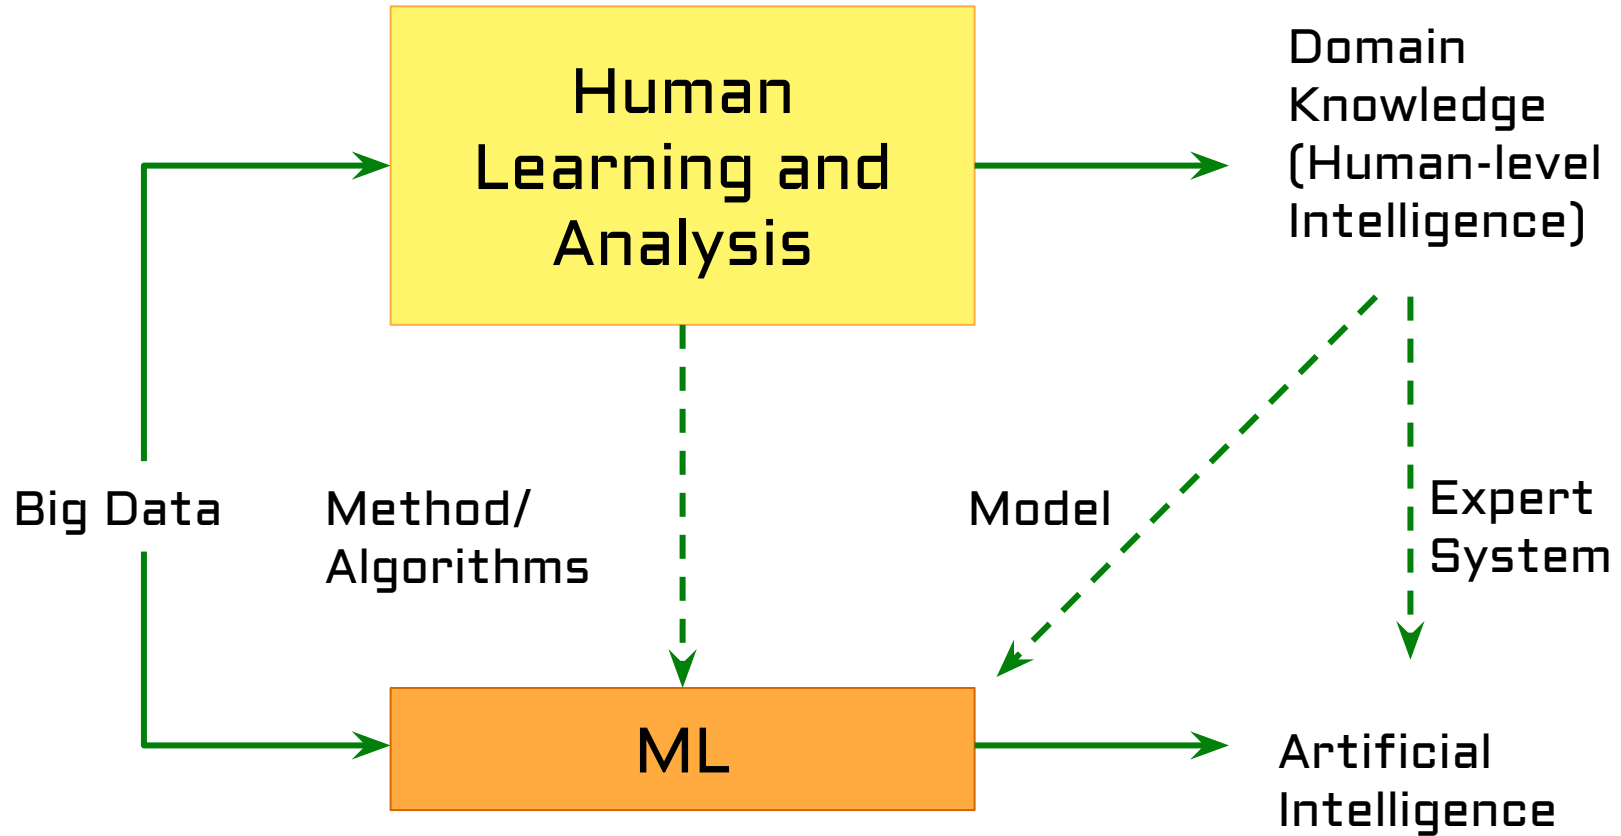 Human
Learning and
Analysis
Domain
Knowledge
(Human-level
Intelligence)
Big Data
Method/
Algorithms
Model
Expert
System
ML
Artificial
Intelligence